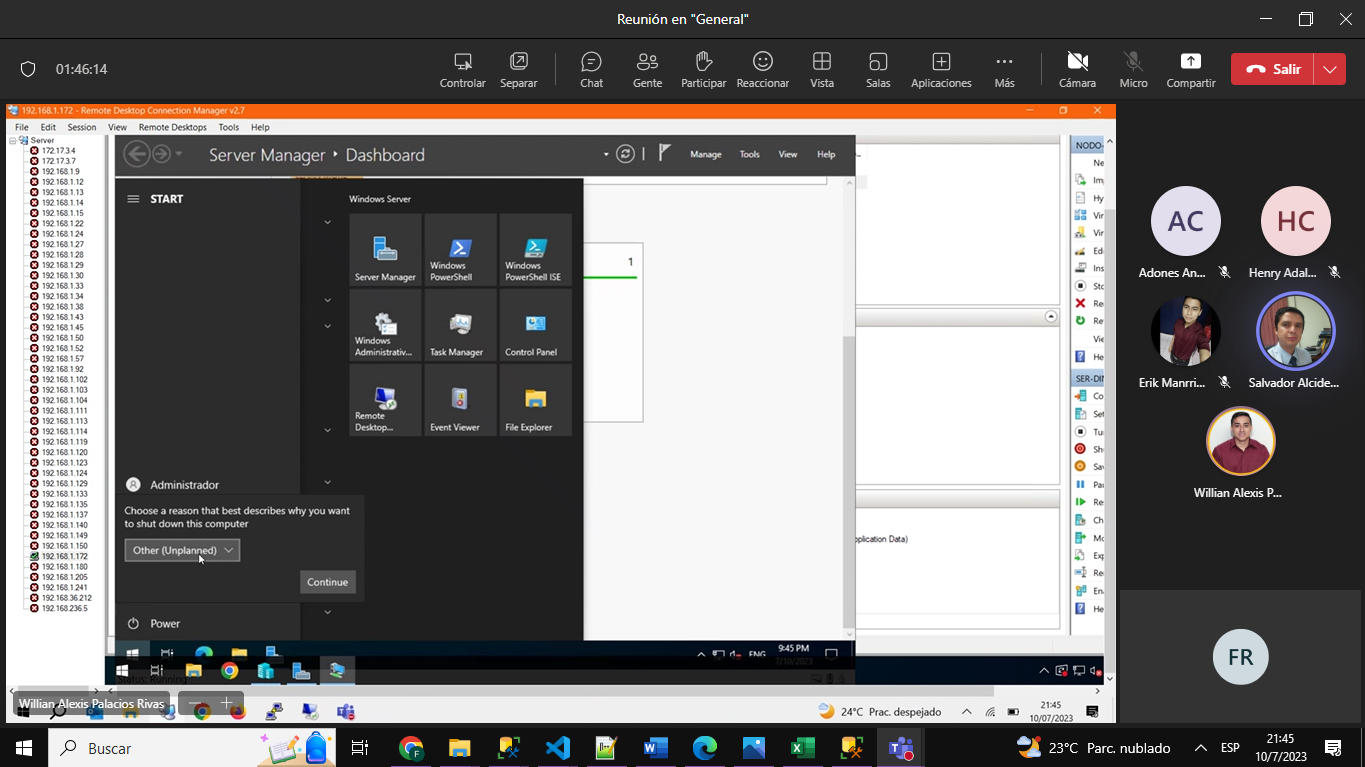 Reunión en "General"
01:46:14
Controlar
Separar
Chat
Gente
Participar
Reaccionar
Vista
Salas
Aplicaciones
Más
Cámara
Micro
Compartir
Salir
192.168.1.172 - Remote Desktop Connection Manager v2.7
File Edit Session View Remote Desktops Tools Help
Server
172.17.3.4
172.17.3.7
192.168.1.9
192.168.1.12
192.168.1.13
192.168.1.14
192.168.1.15
192.168.1.22
192.168.1.24
192.168.1.27
192.168.1.28
192.168.1.29
192.168.1.30
192.168.1.33
192.168.1.34
192.168.1.38
192.168.1.43
192.168.1.45
192.168.1.50
192.168.1.52
192.168.1.57
192.168.1.92
192.168.1.102
192.168.1.103
192.168.1.104
192.168.1.111
192.168.1.113
192.168.1.114
192.168.1.119
192.168.1.120
192.168.1.123
192.168.1.124
192.168.1.129
192.168.1.133
192.168.1.135
192.168.1.137
192.168.1.140
192.168.1.149
192.168.1.150
192.168.1.172
192.168.1.180
192.168.1.205
192.168.1.241
192.168.36.212
192.168.236.5
Server Manager Dashboard
Manage Tools View Help
START
Windows Server
Server Manager
Windows PowerShell
Windows PowerShell ISE
Windows Administrativ...
Task Manager
Control Panel
Remote Desktop...
Event Viewer
File Explorer
1
Administrador
Choose a reason that best describes why you want
to shut down this computer
Other (Unplanned)
Continue
Power
NODO-
Ne
Imp
Hy
Vir
Vir
Edi
Ins
Sto
Re
Ref
Vie
He
SER-DIN
Co
Set
Tu
Shu
Sav
Pau
Res
Ch
Mo
Exp
Re
En
He
pplication Data)
ENG
9:45 PM
7/10/2023
Status: Running
Willian Alexis Palacios Rivas
24°C Prac. despejado
21:45
10/07/2023
AC
Adones An...
HC
Henry Adal...
Erik Manrri...
Salvador Alcide...
Willian Alexis P...
FR
Buscar
23°C Parc. nublado
ESP
21:45
10/7/2023